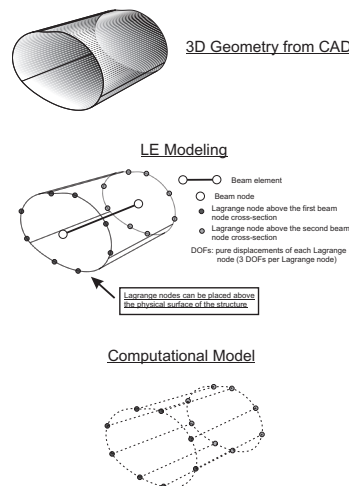 3D Geometry from CAD
LE Modeling
Beam element
Beam node
Lagrange node above the first beam
node cross-section
Lagrange node above the second beam
node cross-section
DOFs: pure displacements of each Lagrange
node (3 DOFs per Lagrange node)
Lagrange nodes can be placed above
the physical surface of the structure
Computational Model